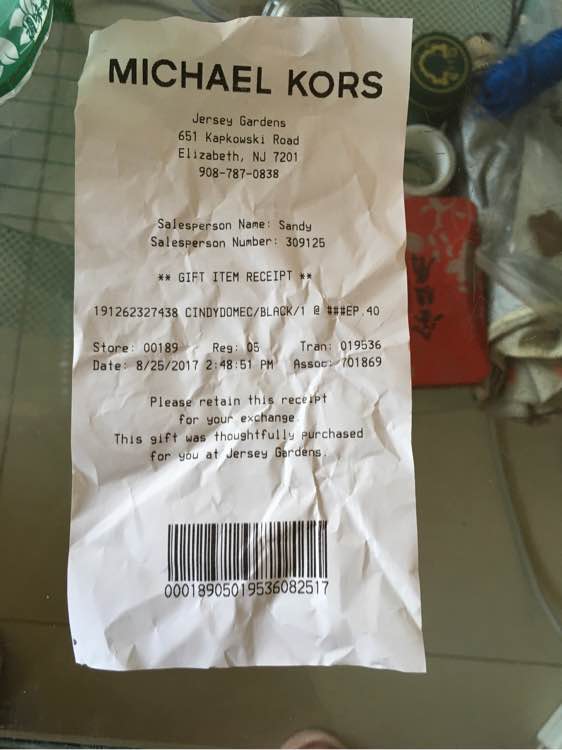 MICHAEL KORS
Jersey Gardens
651 Kapkowski Road
Elizabeth, NJ 7201
908-787-0838
Salesperson Name: Sandy
Salesperson Number: 309125
** GIFT ITEM RECEIPT **
191262327438 CINDYDOMEC/BLACK/1 @ ###EP.40
Store: 00189 Reg: 05 Tran: 019536
Date: 8/25/2017 2:48:51 PM Assoc: 701869
Please retain this receipt
for your exchange.
This gift was thoughtfully purchased
for you at Jersey Gardens.
00018905019536082517